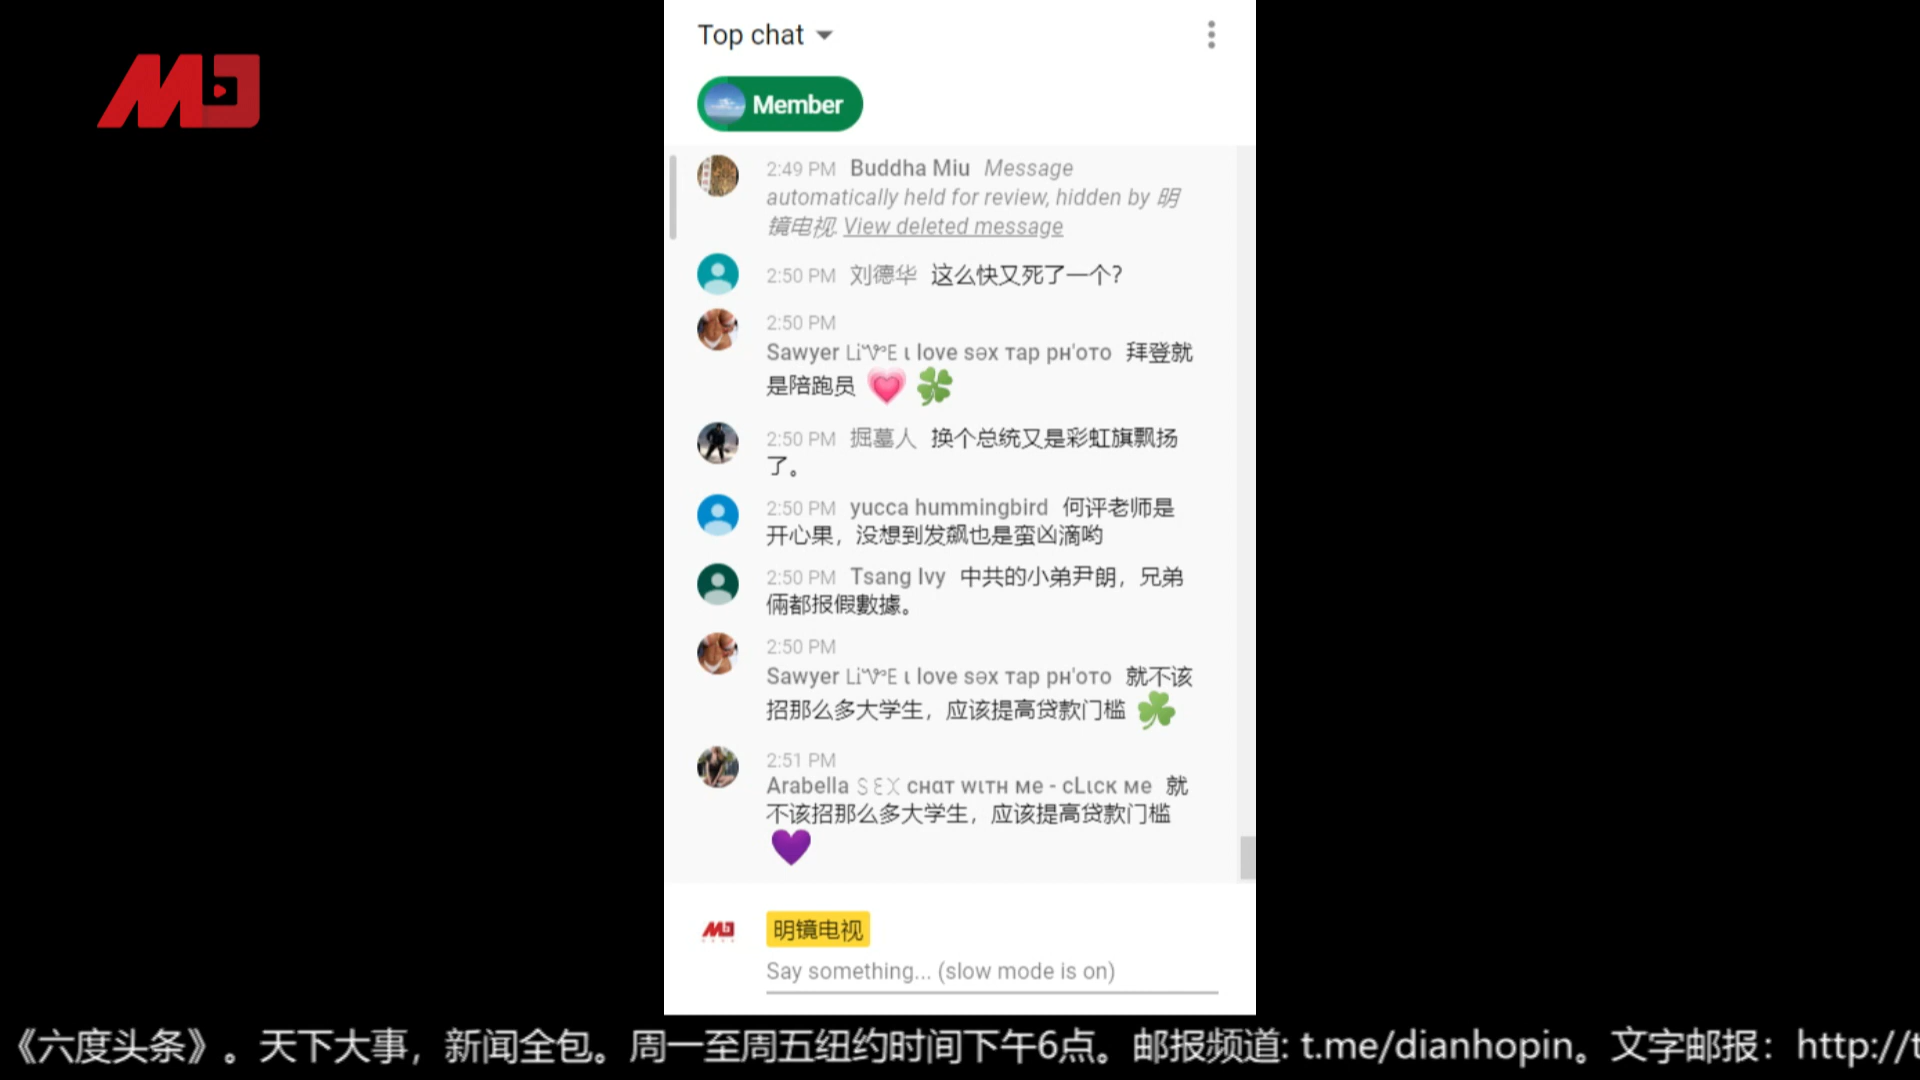 Top chat
Member
2:49 PM Buddha Miu Message
automatically held for review, hidden by 明
镜电视. View deleted message
2:50 PM 刘德华 这么快又死了一个?
2:50 PM
Sawyer Li༌Ɛ ɩ love sǝx тap pн'oтo 拜登就
是陪跑员
2:50 PM 掘墓人 换个总统又是彩虹旗飘扬
了。
2:50 PM yucca hummingbird 何评老师是
开心果，没想到发飙也是蛮凶滴哟
2:50 PM Tsang Ivy 中共的小弟尹朗，兄弟
倆都报假數據。
2:50 PM
Sawyer ɩ love sǝx тap pн'oтo 就不该
招那么多大学生，应该提高贷款门槛
2:51 PM
Arabella ＳＥＸ cнɑт wιтн мe - cLιcĸ мe 就
不该招那么多大学生，应该提高贷款门槛
明镜电视
Say something... (slow mode is on)
《六度头条》。天下大事，新闻全包。周一至周五纽约时间下午6点。邮报频道: t.me/dianhopin。文字邮报：http://t